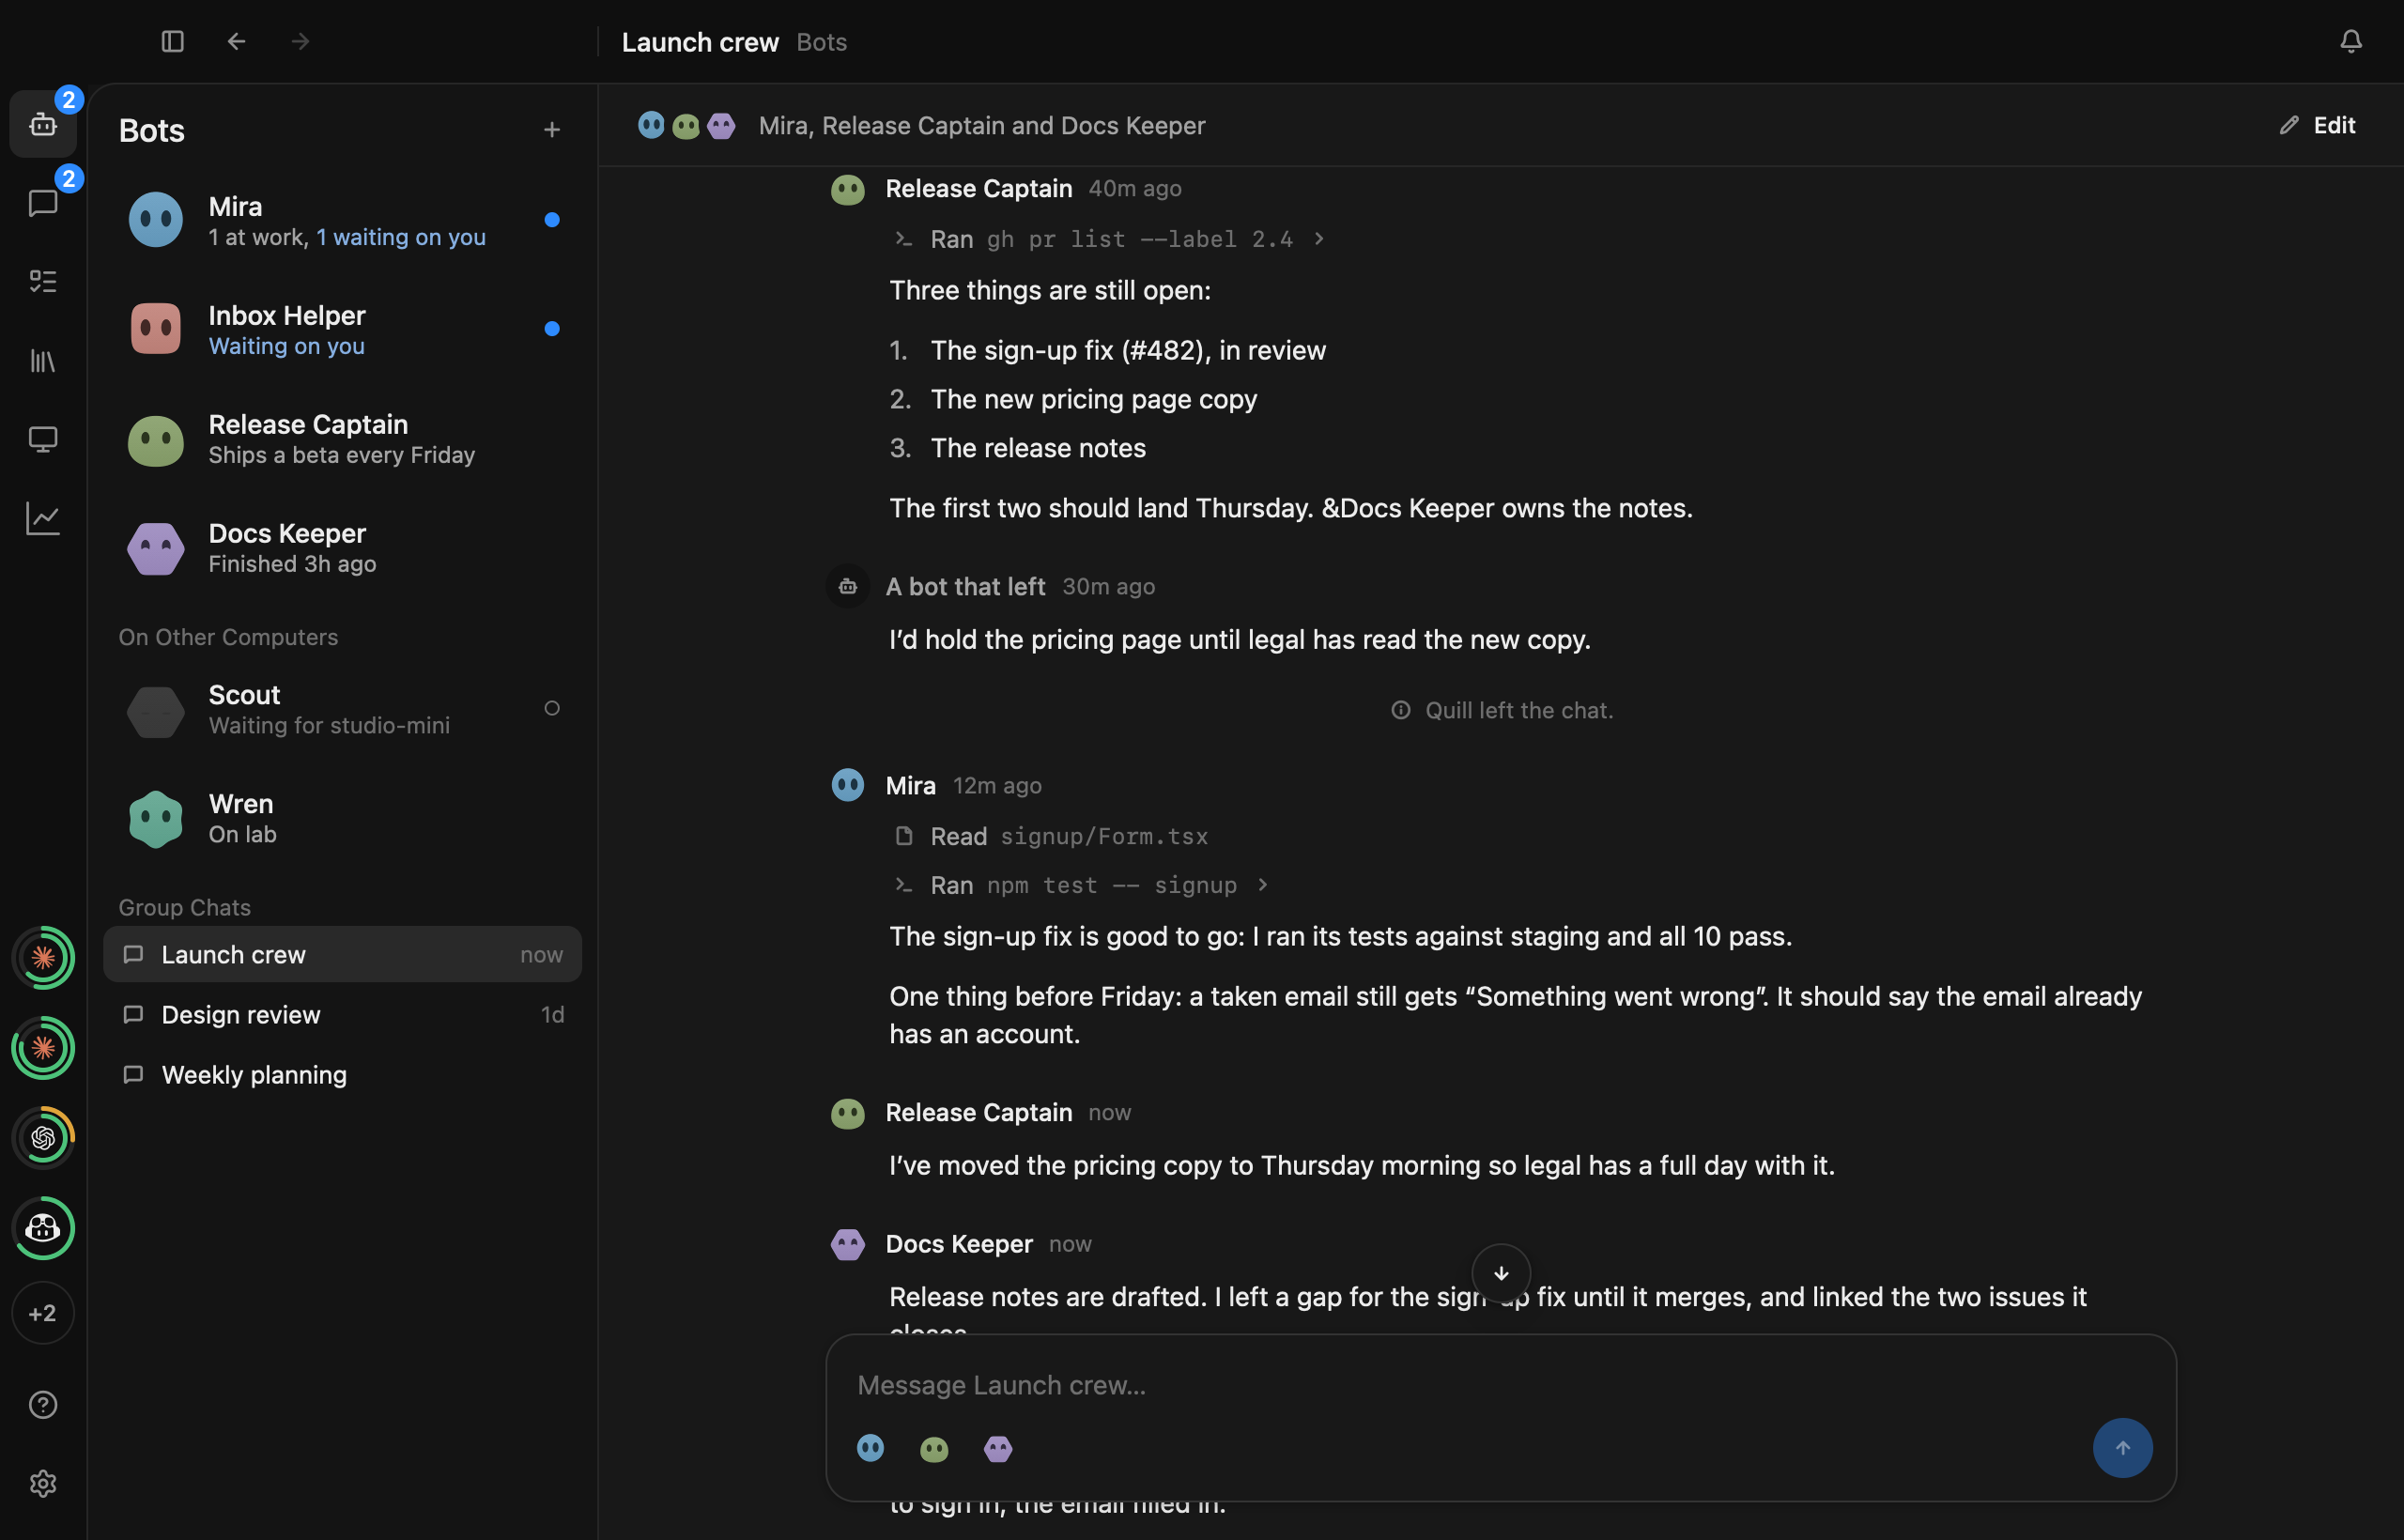 Launch crew Bots
2
2
Bots
Mira
1 at work, 1 waiting on you
Inbox Helper
Waiting on you
Release Captain
Ships a beta every Friday
Docs Keeper
Finished 3h ago
On Other Computers
Scout
Waiting for studio-mini
Wren
On lab
Group Chats
Launch crew now
Design review 1d
Weekly planning
+2
Mira, Release Captain and Docs Keeper
Edit
Release Captain 40m ago
Ran gh pr list --label 2.4
Three things are still open:
1. The sign-up fix (#482), in review
2. The new pricing page copy
3. The release notes
The first two should land Thursday. &Docs Keeper owns the notes.
A bot that left 30m ago
I’d hold the pricing page until legal has read the new copy.
Quill left the chat.
Mira 12m ago
Read signup/Form.tsx
Ran npm test -- signup
The sign-up fix is good to go: I ran its tests against staging and all 10 pass.
One thing before Friday: a taken email still gets “Something went wrong”. It should say the email already
has an account.
Release Captain now
I’ve moved the pricing copy to Thursday morning so legal has a full day with it.
Docs Keeper now
Release notes are drafted. I left a gap for the sign-up fix until it merges, and linked the two issues it
closes.
Message Launch crew...
to sign in, the email filled in.